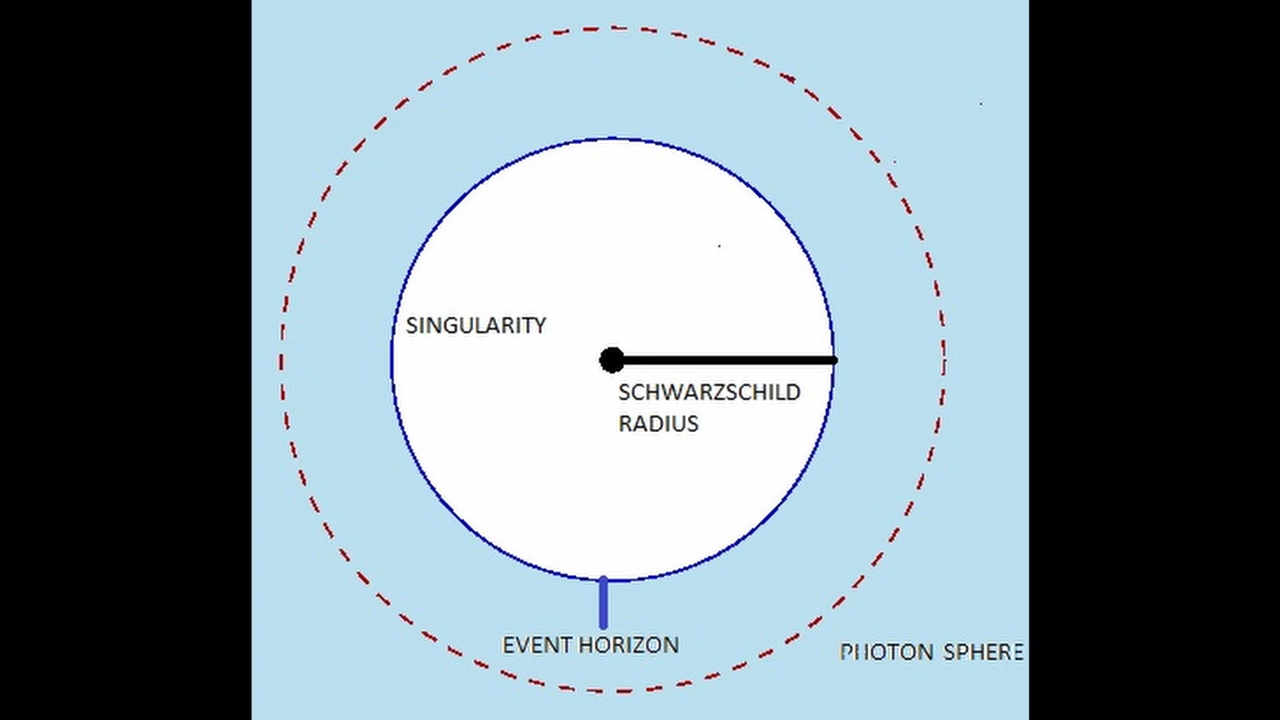 SINGULARITY
SCHWARZSCHILD
RADIUS
EVENT HORIZON
PHOTON SPHERE